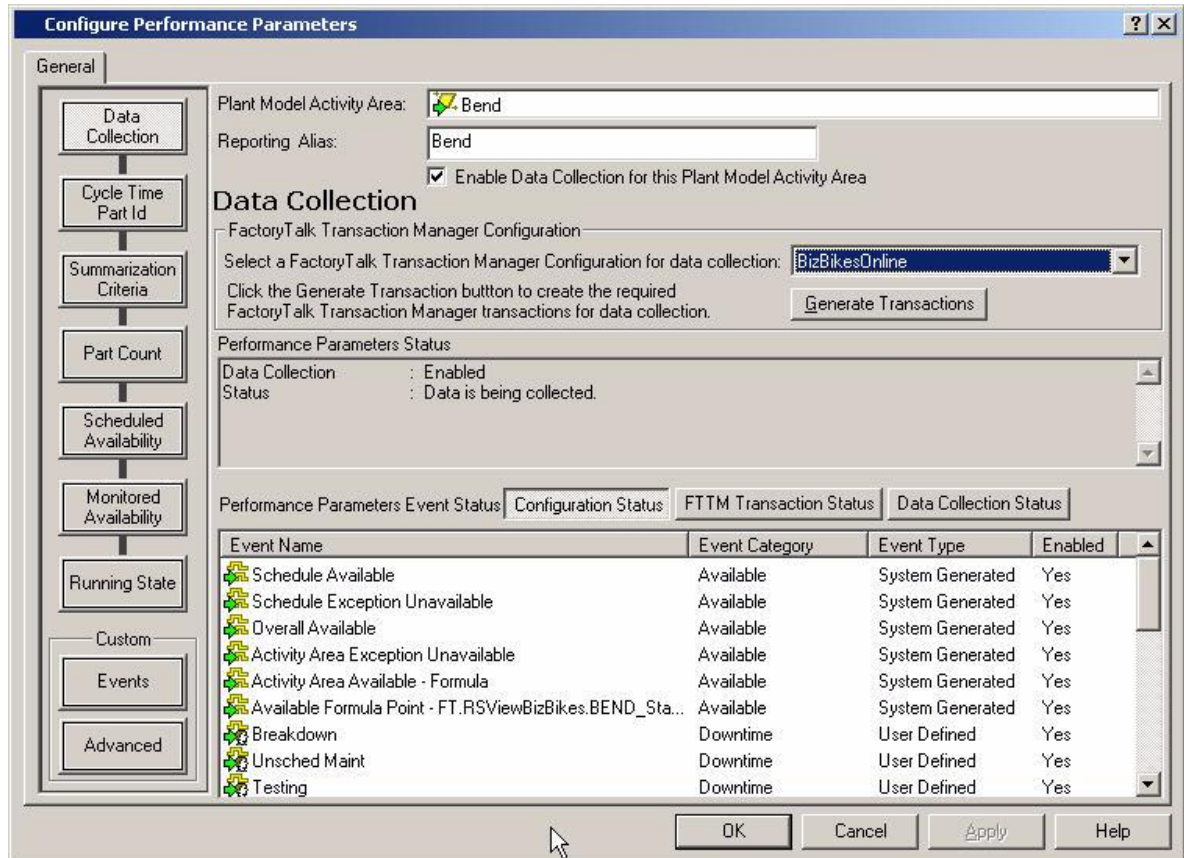 Configure Performance Parameters
General
Data
Collection
Cycle Time
Part Id
Summarization
Criteria
Part Count
Scheduled
Availability
Monitored
Availability
Running State
Custom
Events
Advanced
Plant Model Activity Area: Bend
Reporting Alias: Bend
Enable Data Collection for this Plant Model Activity Area
Data Collection
FactoryTalk Transaction Manager Configuration
Select a FactoryTalk Transaction Manager Configuration for data collection: BizBikesOnline
Click the Generate Transaction buttton to create the required
FactoryTalk Transaction Manager transactions for data collection. Generate Transactions
Performance Parameters Status
Data Collection : Enabled
Status : Data is being collected.
Performance Parameters Event Status Configuration Status FTTM Transaction Status Data Collection Status
Event Name Event Category Event Type Enabled
Schedule Available Available System Generated Yes
Schedule Exception Unavailable Available System Generated Yes
Overall Available Available System Generated Yes
Activity Area Exception Unavailable Available System Generated Yes
Activity Area Available - Formula Available System Generated Yes
Available Formula Point - FT.RSViewBizBikes.BEND_Sta... Available System Generated Yes
Breakdown Downtime User Defined Yes
Unsched Maint Downtime User Defined Yes
Testing Downtime User Defined Yes
OK Cancel Apply Help